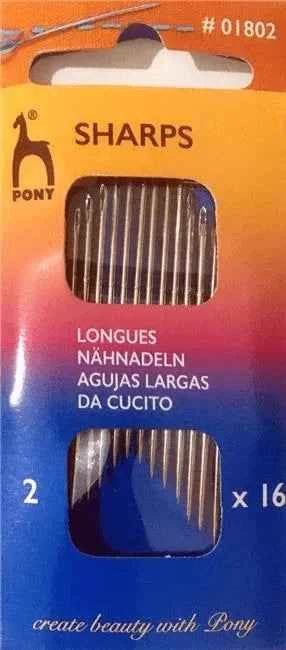 # 01802
SHARPS
PONY
LONGUES
NÄHNADELN
AGUJAS LARGAS
DA CUCITO
2 x 16
create beauty with Pony